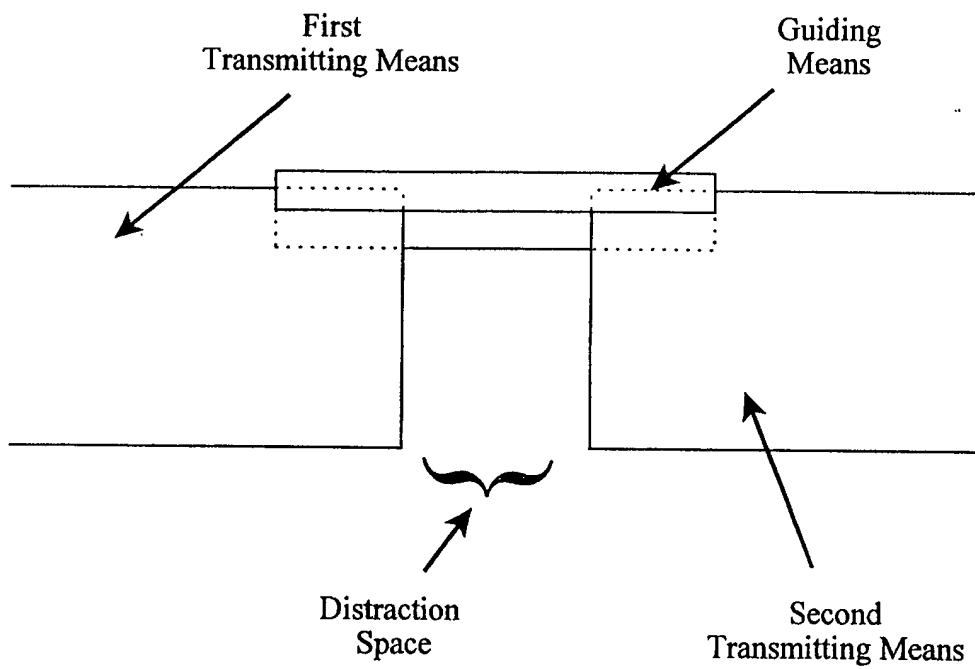 First
Transmitting Means
Guiding
Means
Distraction
Space
Second
Transmitting Means